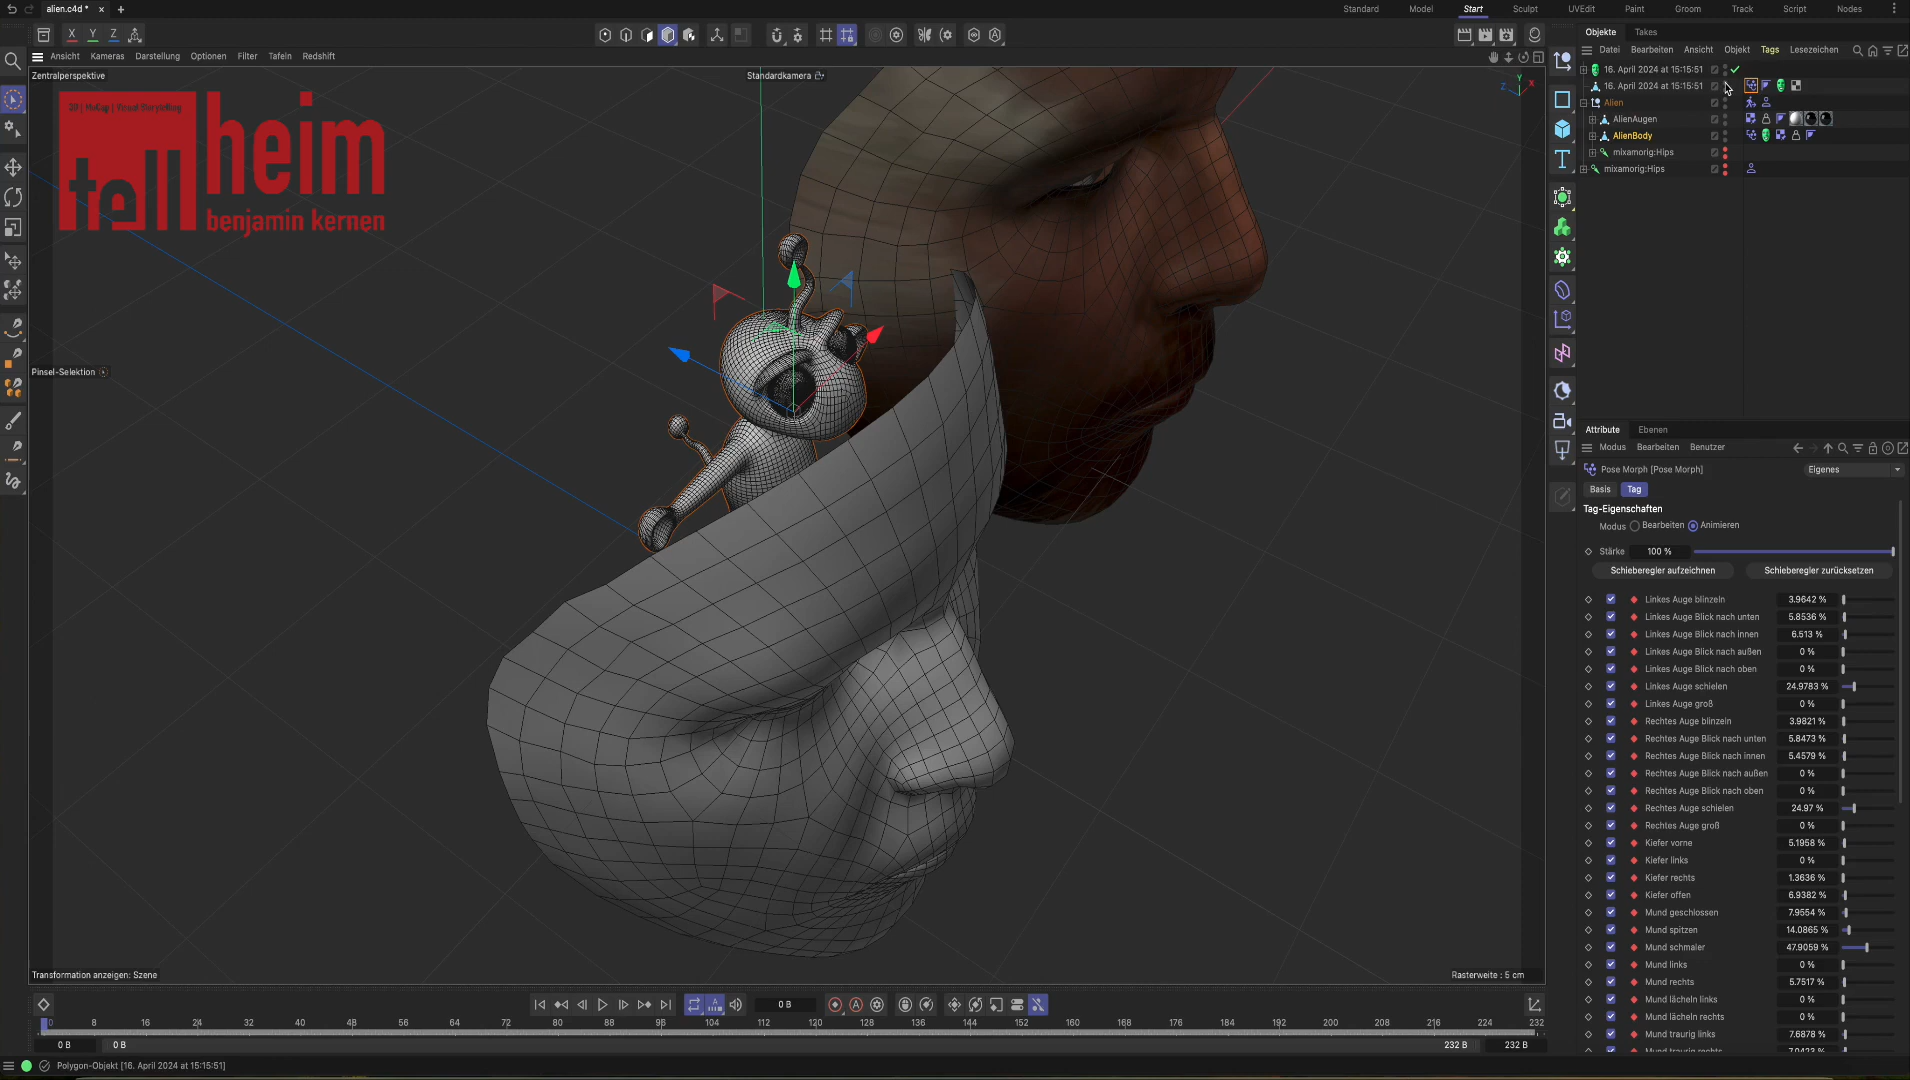 alien.c4d *
Standard Model Start Sculpt UVEdit Paint Groom Track Script Nodes
X Y Z
Ansicht Kameras Darstellung Optionen Filter Tafeln Redshift
Zentralperspektive
Standardkamera
3D | MoCap | Visual Storytelling
tell
heim
benjamin kernen
Pinsel-Selektion
Y
Z
X
Transformation anzeigen: Szene
Rasterweite : 5 cm
0 B
0 8 16 24 32 40 48 56 64 72 80 88 96 104 112 120 128 136 144 152 160 168 176 184 192 200 208 216 224 232
0 B 0 B 232 B 232 B
Polygon-Objekt [16. April 2024 at 15:15:51]
Objekte Takes
Datei Bearbeiten Ansicht Objekt Tags Lesezeichen
16. April 2024 at 15:15:51
16. April 2024 at 15:15:51
Alien
AlienAugen
AlienBody
mixamorig:Hips
mixamorig:Hips
Attribute Ebenen
Modus Bearbeiten Benutzer
Pose Morph [Pose Morph] Eigenes
Basis Tag
Tag-Eigenschaften
Modus Bearbeiten Animieren
Stärke 100 %
Schieberegler aufzeichnen Schieberegler zurücksetzen
Linkes Auge blinzeln 3.9642 %
Linkes Auge Blick nach unten 5.8536 %
Linkes Auge Blick nach innen 6.513 %
Linkes Auge Blick nach außen 0 %
Linkes Auge Blick nach oben 0 %
Linkes Auge schielen 24.9783 %
Linkes Auge groß 0 %
Rechtes Auge blinzeln 3.9821 %
Rechtes Auge Blick nach unten 5.8473 %
Rechtes Auge Blick nach innen 5.4579 %
Rechtes Auge Blick nach außen 0 %
Rechtes Auge Blick nach oben 0 %
Rechtes Auge schielen 24.97 %
Rechtes Auge groß 0 %
Kiefer vorne 5.1958 %
Kiefer links 0 %
Kiefer rechts 1.3636 %
Kiefer offen 6.9382 %
Mund geschlossen 7.9554 %
Mund spitzen 14.0865 %
Mund schmaler 47.9059 %
Mund links 0 %
Mund rechts 5.7517 %
Mund lächeln links 0 %
Mund lächeln rechts 0 %
Mund traurig links 7.6878 %
Mund traurig rechts 7.0423 %